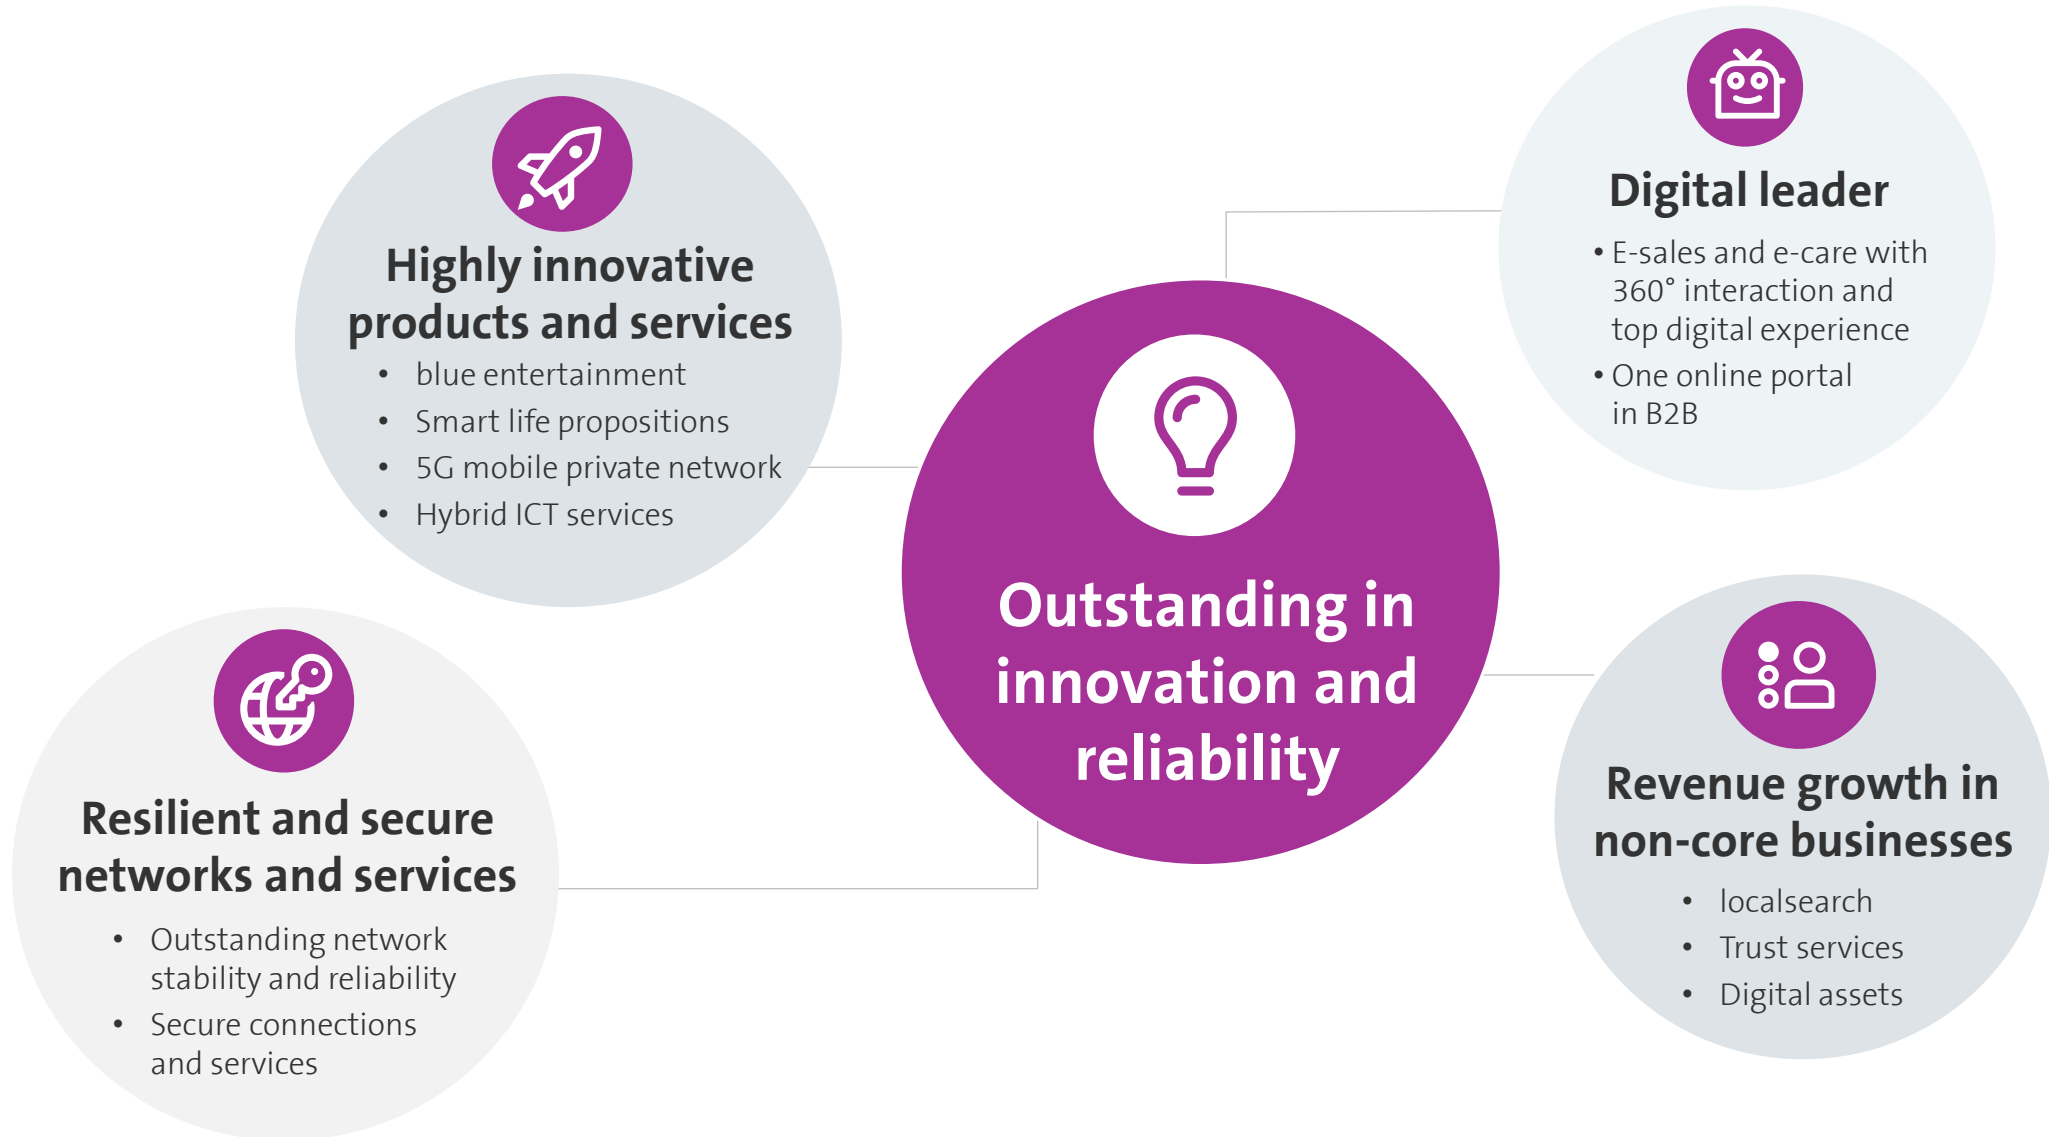 Highly innovative
products and services
• blue entertainment
• Smart life propositions
• 5G mobile private network
• Hybrid ICT services
Digital leader
• E-sales and e-care with
360° interaction and
top digital experience
• One online portal
in B2B
Outstanding in
innovation and
reliability
Resilient and secure
networks and services
• Outstanding network
stability and reliability
• Secure connections
and services
Revenue growth in
non-core businesses
• localsearch
• Trust services
• Digital assets